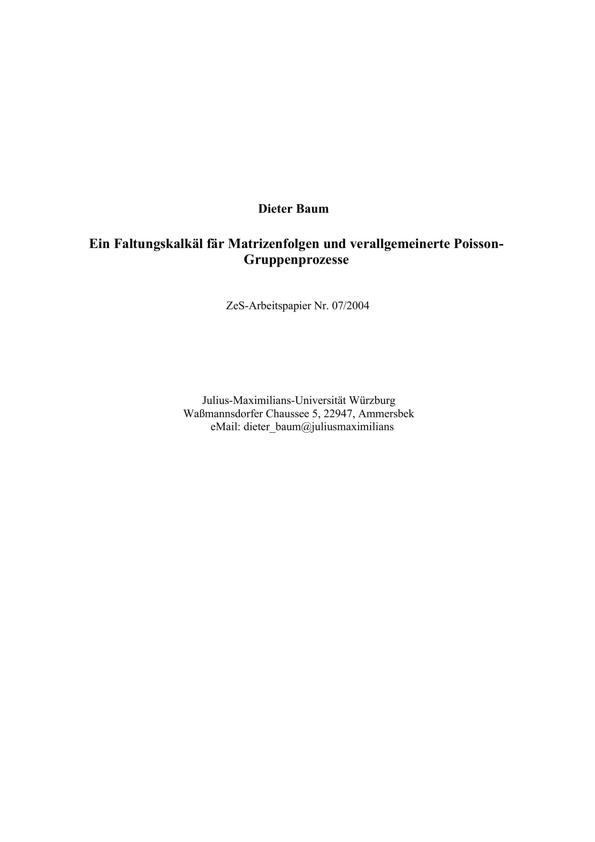 Dieter Baum
Ein Faltungskalkäl fär Matrizenfolgen und verallgemeinerte Poisson-
Gruppenprozesse
ZeS-Arbeitspapier Nr. 07/2004
Julius-Maximilians-Universität Würzburg
Waßmannsdorfer Chaussee 5, 22947, Ammersbek
eMail: dieter_baum@juliusmaximilians